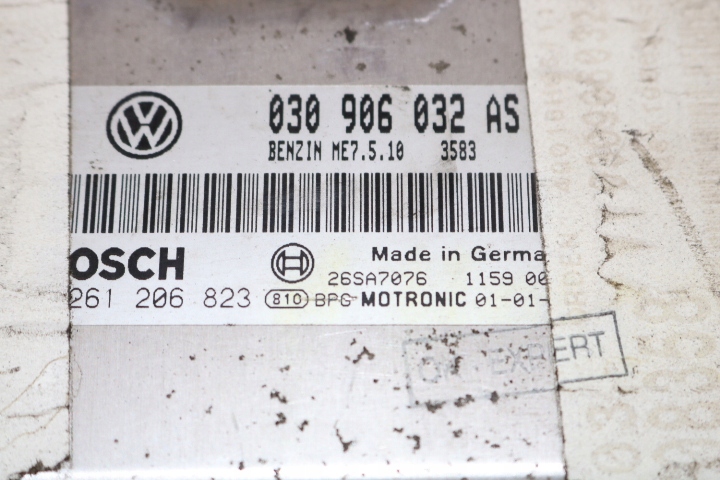 VW
030 906 032 AS
BENZIN ME7.5.10 3583
OSCH
Made in Germa
26SA7076 1159 00
261 206 823 810 BPG MOTRONIC 01-01-